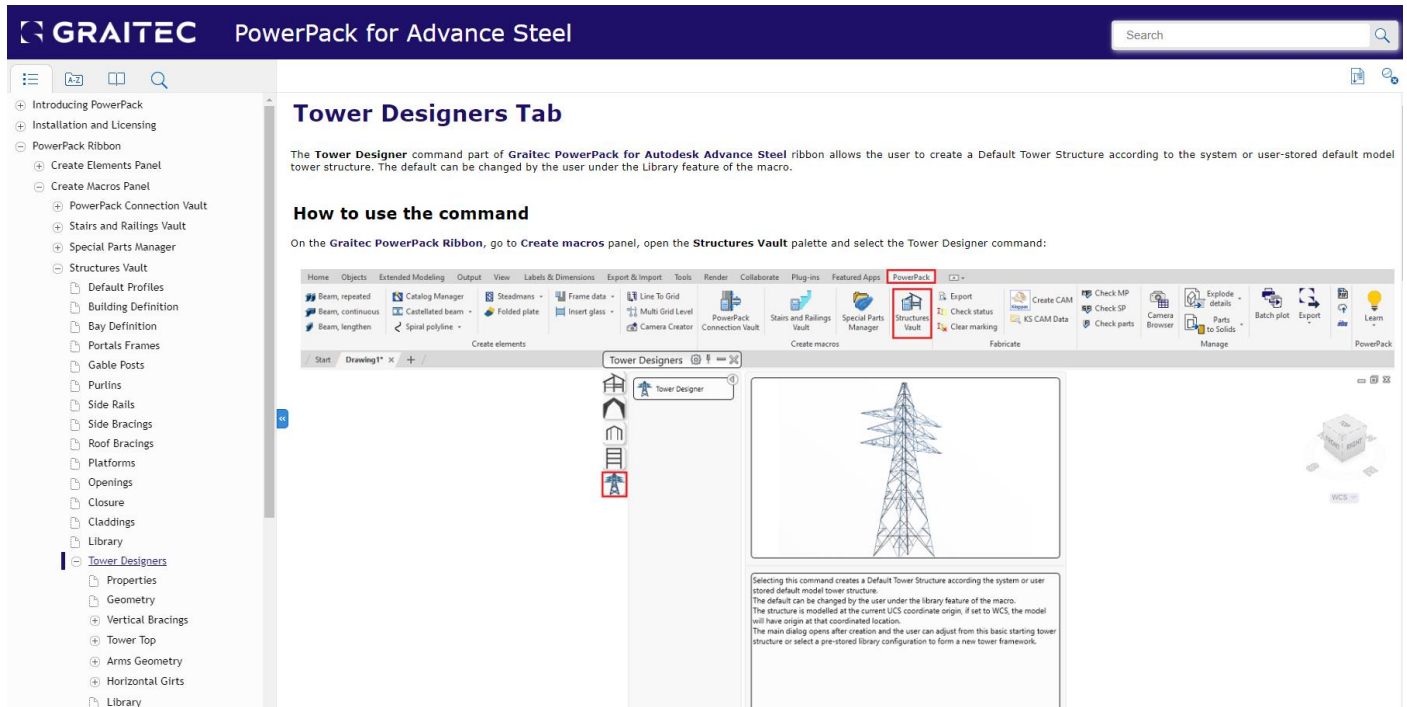 GRAITEC PowerPack for Advance Steel
Search
A-Z
Introducing PowerPack
Installation and Licensing
PowerPack Ribbon
Create Elements Panel
Create Macros Panel
PowerPack Connection Vault
Stairs and Railings Vault
Special Parts Manager
Structures Vault
Default Profiles
Building Definition
Bay Definition
Portals Frames
Gable Posts
Purlins
Side Rails
Side Bracings
Roof Bracings
Platforms
Openings
Closure
Claddings
Library
Tower Designers
Properties
Geometry
Vertical Bracings
Tower Top
Arms Geometry
Horizontal Girts
Library
Tower Designers Tab
The Tower Designer command part of Graitec PowerPack for Autodesk Advance Steel ribbon allows the user to create a Default Tower Structure according to the system or user-stored default model
tower structure. The default can be changed by the user under the Library feature of the macro.
How to use the command
On the Graitec PowerPack Ribbon, go to Create macros panel, open the Structures Vault palette and select the Tower Designer command:
Home Objects Extended Modeling Output View Labels & Dimensions Export & Import Tools Render Collaborate Plug-ins Featured Apps PowerPack
Beam, repeated Catalog Manager Steadmans Frame data Line To Grid
Beam, continuous Castellated beam Folded plate Insert glass Multi Grid Level
Beam, lengthen Spiral polyline Camera Creator
PowerPack
Connection Vault
Stairs and Railings
Vault
Special Parts
Manager
Structures
Vault
Export
Check status
Clear marking
Create CAM
KS CAM Data
Check MP
Check SP
Check parts
Camera
Browser
Explode
details
Parts
to Solids
Batch plot
Export
Learn
Create elements Create macros Fabricate Manage PowerPack
Start Drawing1* Tower Designers
Tower Designer
FRONT RIGHT
WCS
Selecting this command creates a Default Tower Structure according the system or user
stored default model tower structure.
The default can be changed by the user under the library feature of the macro.
The structure is modelled at the current UCS coordinate origin, if set to WCS, the model
will have origin at that coordinated location.
The main dialog opens after creation and the user can adjust from this basic starting tower
structure or select a pre-stored library configuration to form a new tower framework.